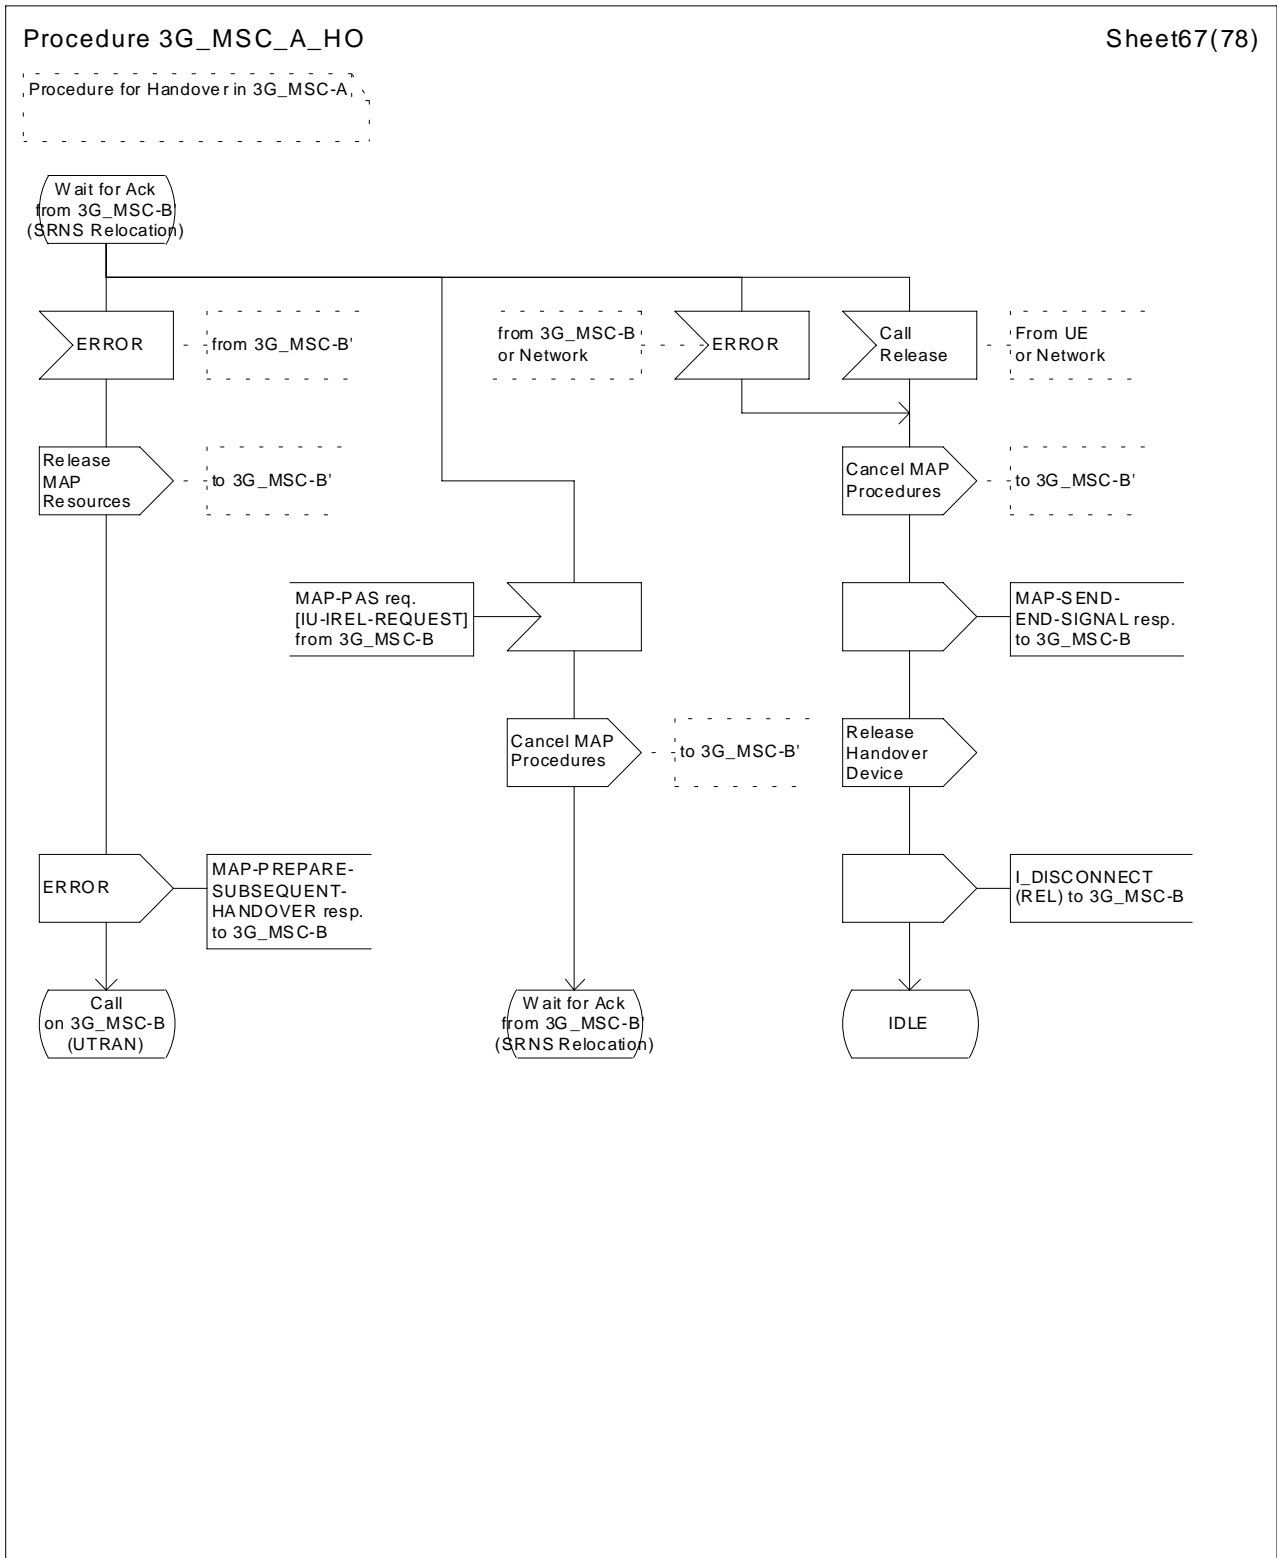 Procedure 3G_MSC_A_HO
Sheet67(78)
Procedure for Handover in 3G_MSC-A
Wait for Ack
from 3G_MSC-B'
(SRNS Relocation)
ERROR
from 3G_MSC-B'
from 3G_MSC-B
or Network
ERROR
Call
Release
From UE
or Network
Release
MAP
Resources
to 3G_MSC-B'
Cancel MAP
Procedures
to 3G_MSC-B'
MAP-PAS req.
[IU-IREL-REQUEST]
from 3G_MSC-B
MAP-SEND-
END-SIGNAL resp.
to 3G_MSC-B
Cancel MAP
Procedures
to 3G_MSC-B'
Release
Handover
Device
ERROR
MAP-PREPARE-
SUBSEQUENT-
HANDOVER resp.
to 3G_MSC-B
I_DISCONNECT
(REL) to 3G_MSC-B
Call
on 3G_MSC-B
(UTRAN)
Wait for Ack
from 3G_MSC-B'
(SRNS Relocation)
IDLE